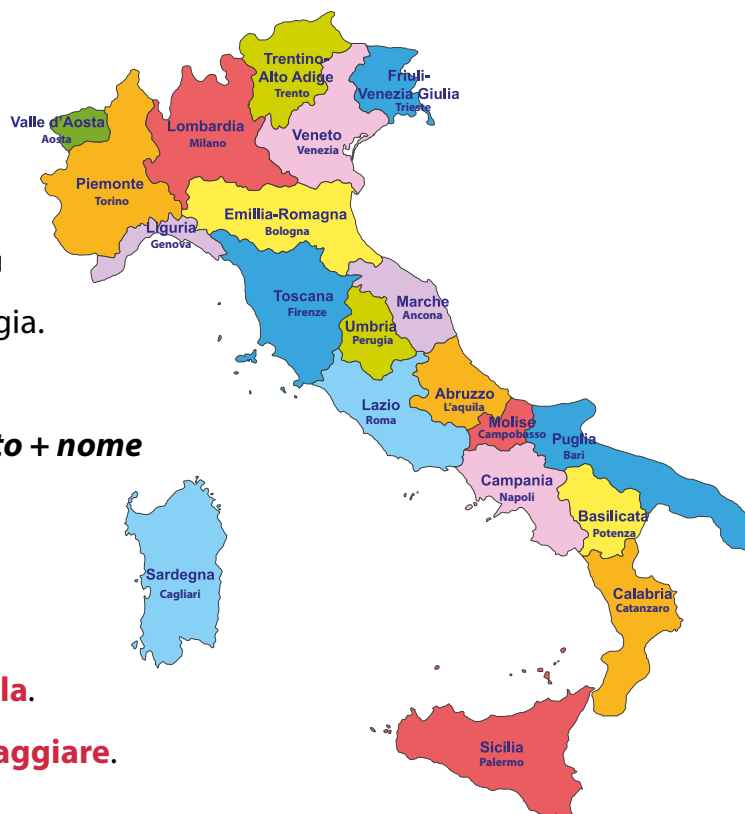 Trentino-
Alto Adige
Trento
Friuli-
Venezia Giulia
Trieste
Valle d'Aosta
Aosta
Lombardia
Milano
Veneto
Venezia
Piemonte
Torino
Emillia-Romagna
Bologna
Liguria
Genova
gia.
Toscana
Firenze
Marche
Ancona
Umbria
Perugia
Abruzzo
L'aquila
Lazio
Roma
Molise
Campobasso
Puglia
Bari
to + nome
Campania
Napoli
Basilicata
Potenza
Sardegna
Cagliari
Calabria
Catanzaro
la.
aggiare.
Sicilia
Palermo